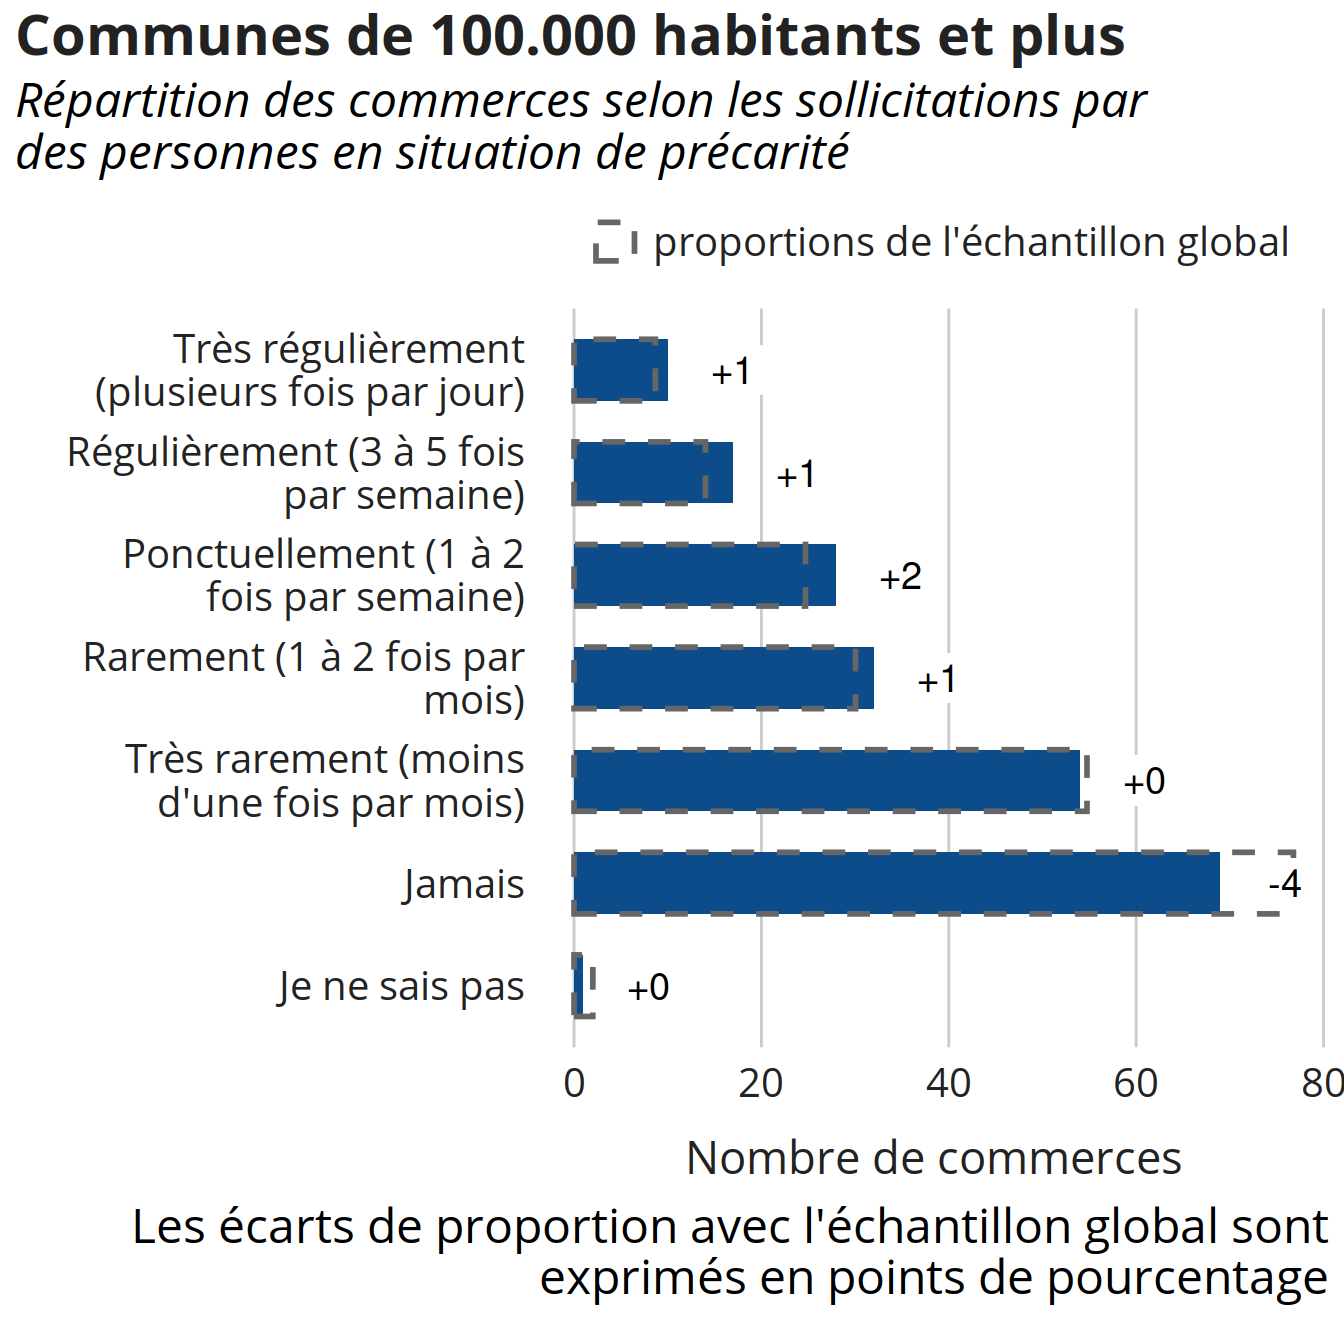 Communes de 100.000 habitants et plus
Répartition des commerces selon les sollicitations par
des personnes en situation de précarité
proportions de l'échantillon global
Très régulièrement
(plusieurs fois par jour)
+1
Régulièrement (3 à 5 fois
par semaine)
+1
Ponctuellement (1 à 2
fois par semaine)
+2
Rarement (1 à 2 fois par
mois)
+1
Très rarement (moins
d'une fois par mois)
+0
Jamais
-4
Je ne sais pas
+0
0 20 40 60 80
Nombre de commerces
Les écarts de proportion avec l'échantillon global sont
exprimés en points de pourcentage